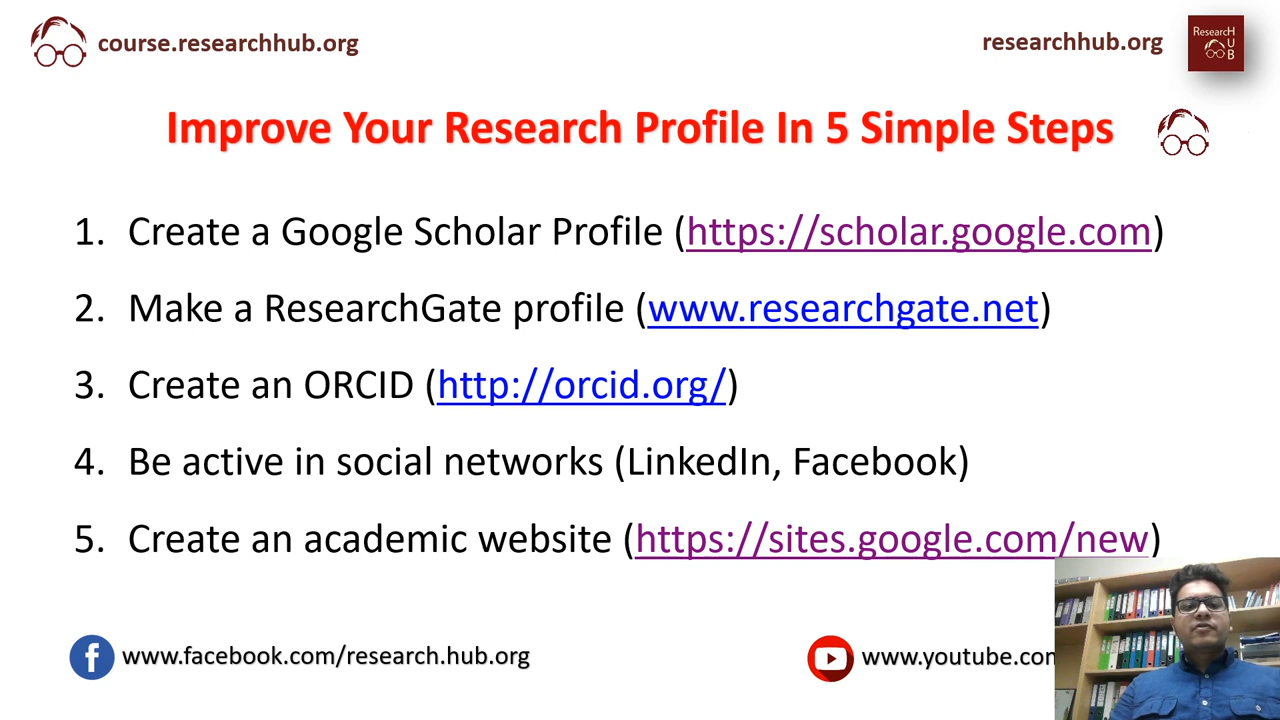 course.researchhub.org
researchhub.org
ResearcH
U
B
Improve Your Research Profile In 5 Simple Steps
1. Create a Google Scholar Profile (https://scholar.google.com)
2. Make a ResearchGate profile (www.researchgate.net)
3. Create an ORCID (http://orcid.org/)
4. Be active in social networks (LinkedIn, Facebook)
5. Create an academic website (https://sites.google.com/new)
www.facebook.com/research.hub.org